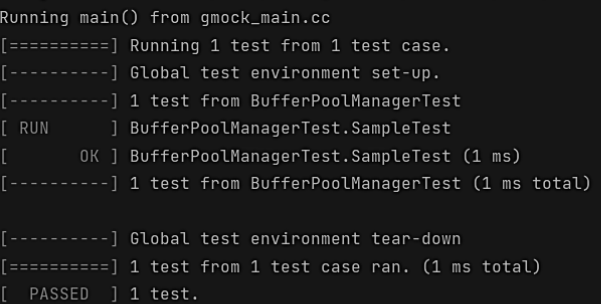 Running main() from gmock_main.cc
[==========] Running 1 test from 1 test case.
[----------] Global test environment set-up.
[----------] 1 test from BufferPoolManagerTest
[ RUN      ] BufferPoolManagerTest.SampleTest
[       OK ] BufferPoolManagerTest.SampleTest (1 ms)
[----------] 1 test from BufferPoolManagerTest (1 ms total)

[----------] Global test environment tear-down
[==========] 1 test from 1 test case ran. (1 ms total)
[  PASSED  ] 1 test.